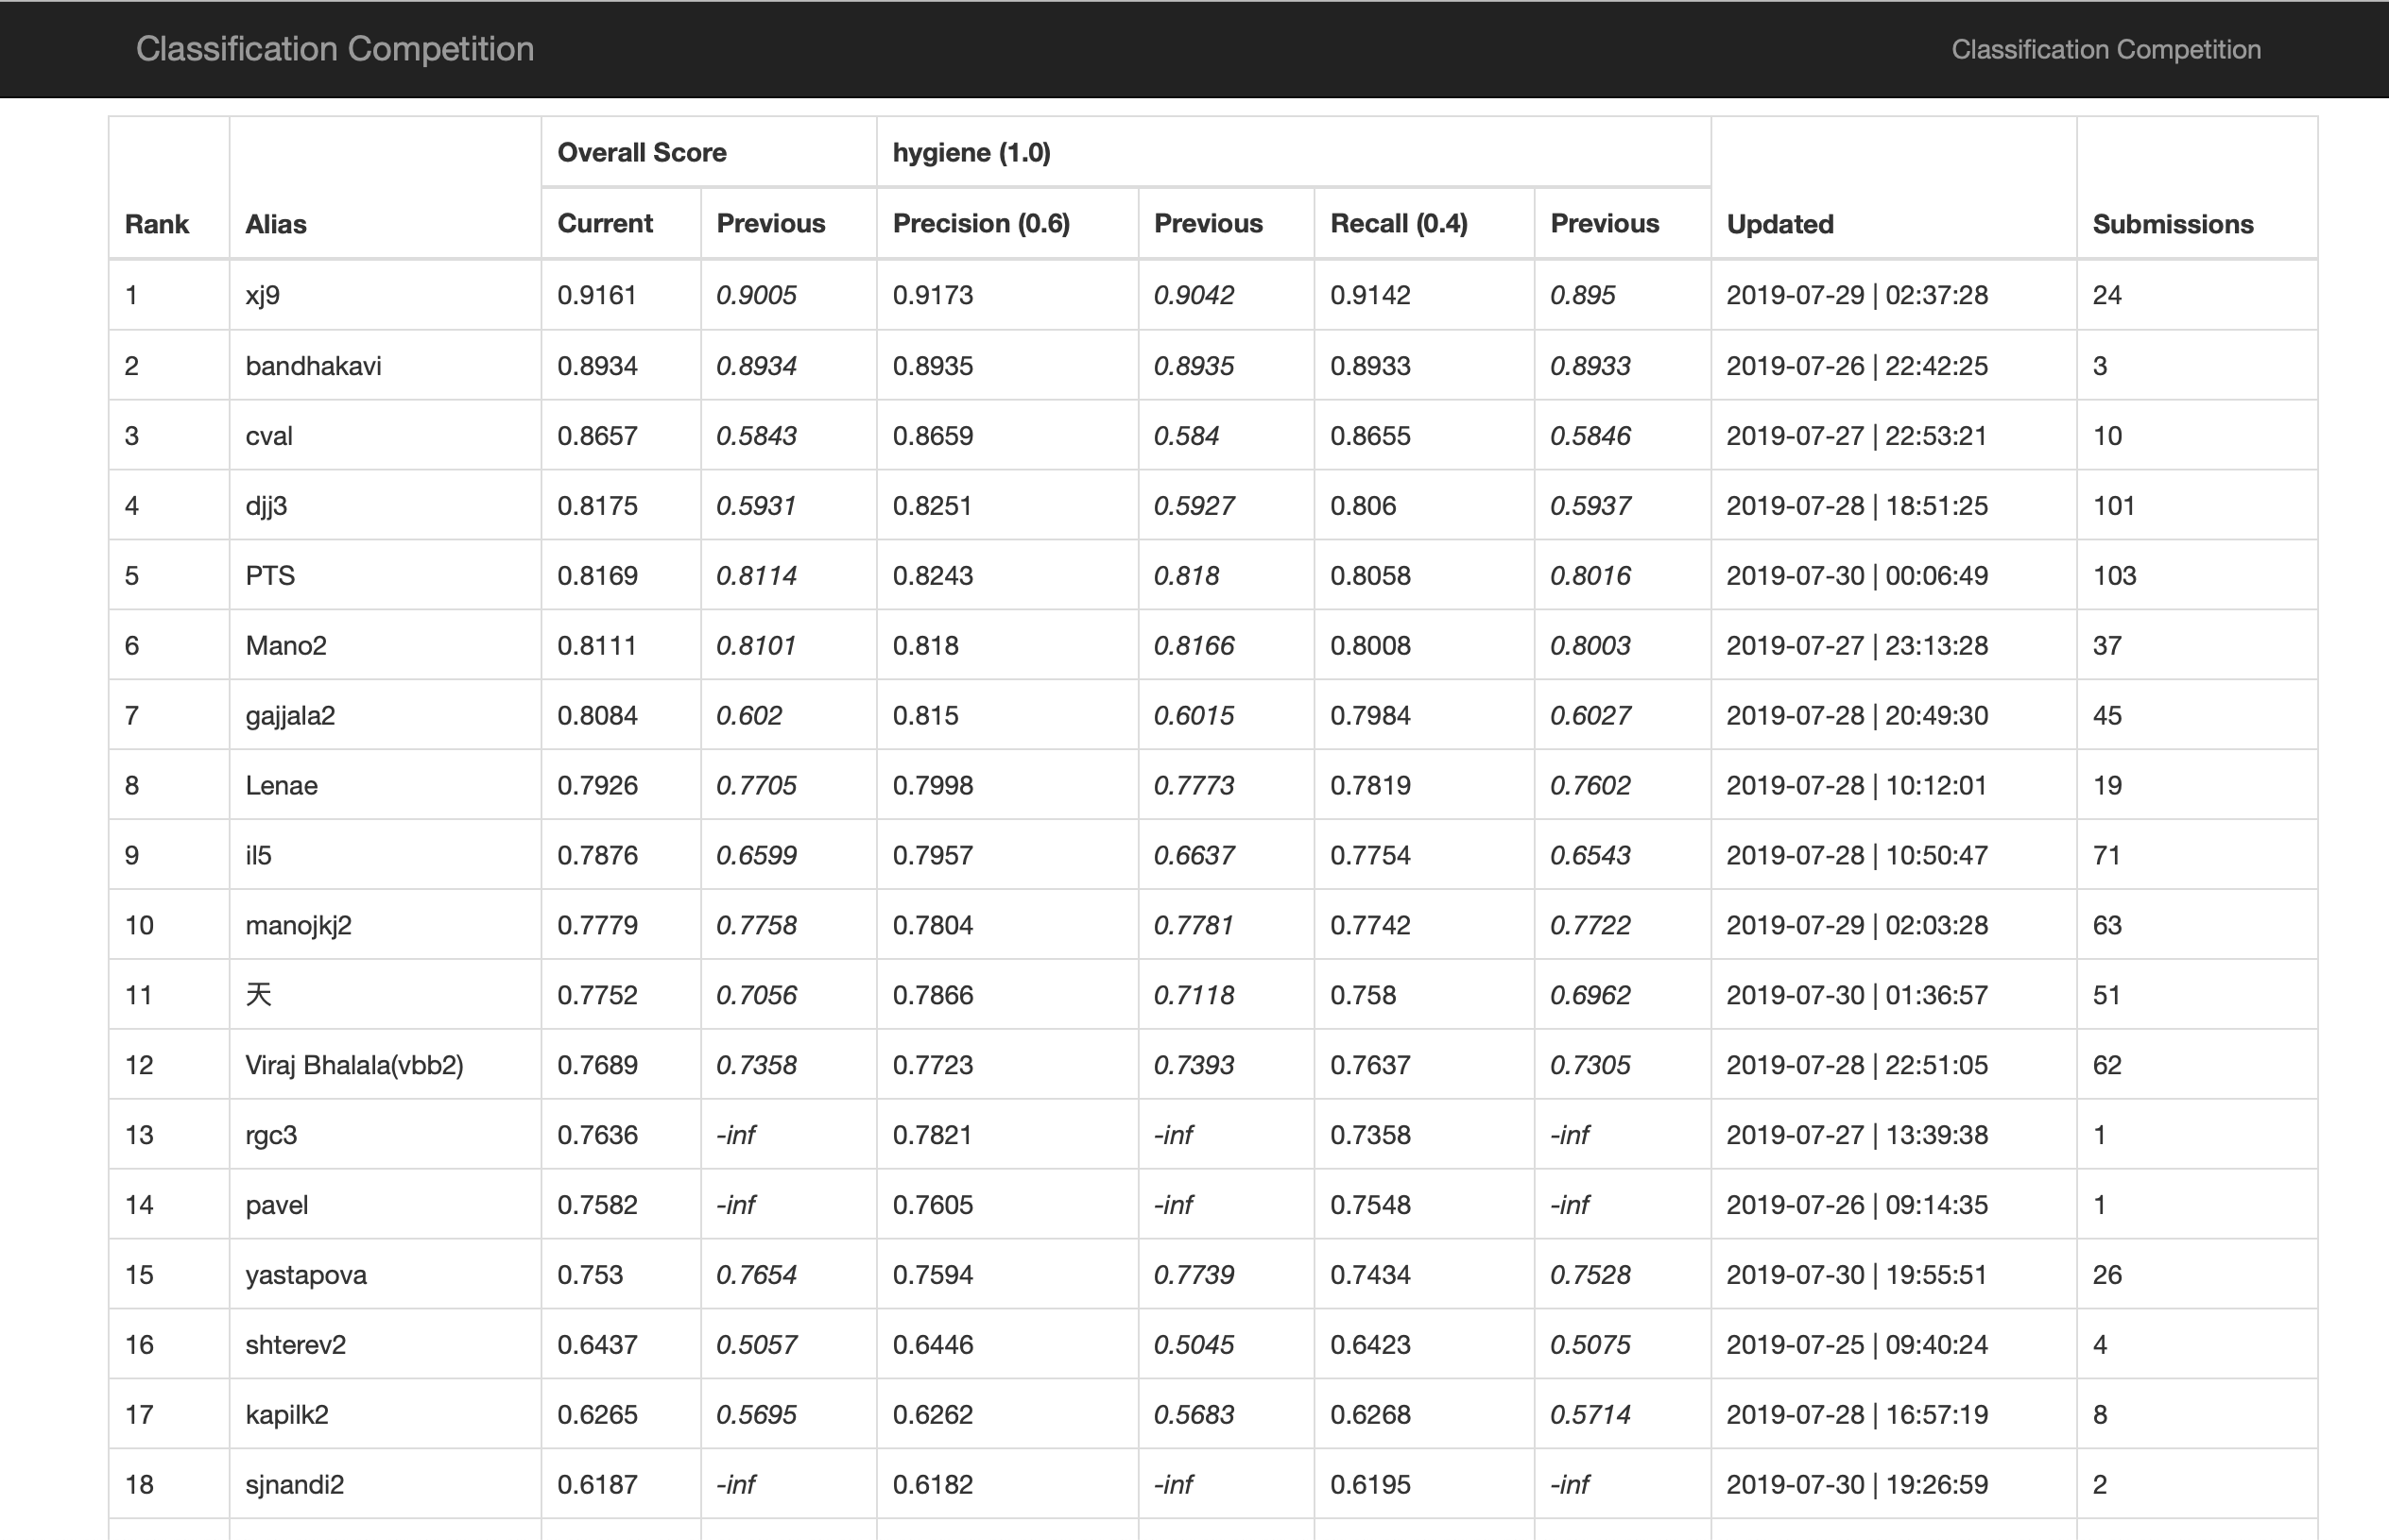 Classification Competition Classification Competition
Overall Score hygiene (1.0)
Rank Alias Current Previous Precision (0.6) Previous Recall (0.4) Previous Updated Submissions
1 xj9 0.9161 0.9005 0.9173 0.9042 0.9142 0.895 2019-07-29 | 02:37:28 24
2 bandhakavi 0.8934 0.8934 0.8935 0.8935 0.8933 0.8933 2019-07-26 | 22:42:25 3
3 cval 0.8657 0.5843 0.8659 0.584 0.8655 0.5846 2019-07-27 | 22:53:21 10
4 djj3 0.8175 0.5931 0.8251 0.5927 0.806 0.5937 2019-07-28 | 18:51:25 101
5 PTS 0.8169 0.8114 0.8243 0.818 0.8058 0.8016 2019-07-30 | 00:06:49 103
6 Mano2 0.8111 0.8101 0.818 0.8166 0.8008 0.8003 2019-07-27 | 23:13:28 37
7 gajjala2 0.8084 0.602 0.815 0.6015 0.7984 0.6027 2019-07-28 | 20:49:30 45
8 Lenae 0.7926 0.7705 0.7998 0.7773 0.7819 0.7602 2019-07-28 | 10:12:01 19
9 il5 0.7876 0.6599 0.7957 0.6637 0.7754 0.6543 2019-07-28 | 10:50:47 71
10 manojkj2 0.7779 0.7758 0.7804 0.7781 0.7742 0.7722 2019-07-29 | 02:03:28 63
11 天 0.7752 0.7056 0.7866 0.7118 0.758 0.6962 2019-07-30 | 01:36:57 51
12 Viraj Bhalala(vbb2) 0.7689 0.7358 0.7723 0.7393 0.7637 0.7305 2019-07-28 | 22:51:05 62
13 rgc3 0.7636 -inf 0.7821 -inf 0.7358 -inf 2019-07-27 | 13:39:38 1
14 pavel 0.7582 -inf 0.7605 -inf 0.7548 -inf 2019-07-26 | 09:14:35 1
15 yastapova 0.753 0.7654 0.7594 0.7739 0.7434 0.7528 2019-07-30 | 19:55:51 26
16 shterev2 0.6437 0.5057 0.6446 0.5045 0.6423 0.5075 2019-07-25 | 09:40:24 4
17 kapilk2 0.6265 0.5695 0.6262 0.5683 0.6268 0.5714 2019-07-28 | 16:57:19 8
18 sjnandi2 0.6187 -inf 0.6182 -inf 0.6195 -inf 2019-07-30 | 19:26:59 2